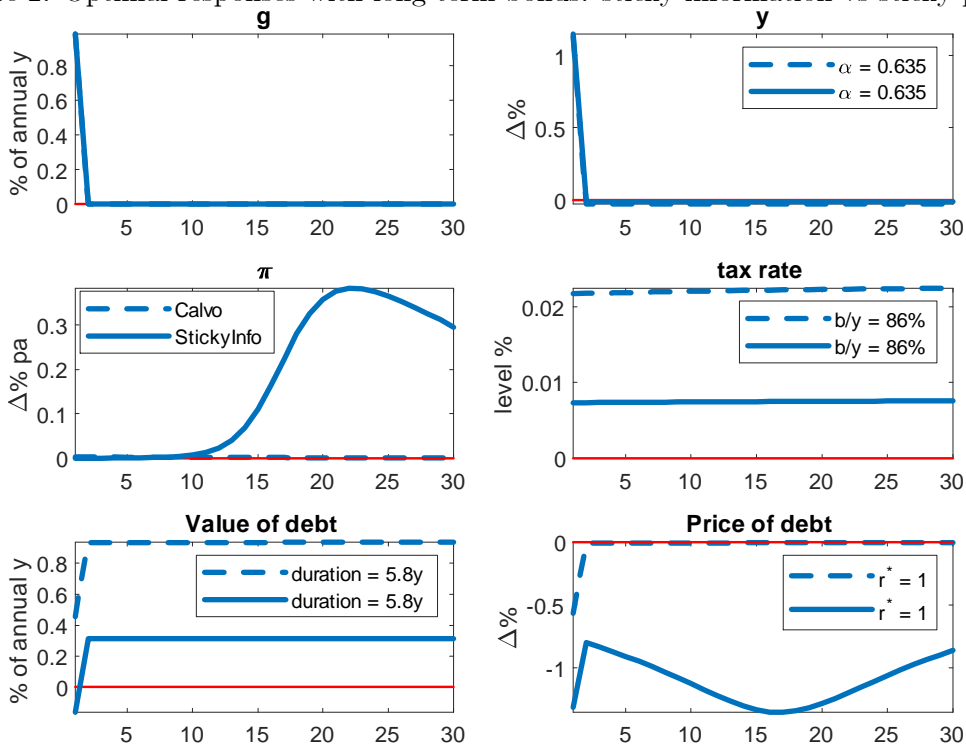 Optimal responses with long term bonds: sticky information vs sticky
g
% of annual y
0.8
0.6
0.4
0.2
0
5 10 15 20 25 30
y
Δ%
1
0.5
0
α = 0.635
α = 0.635
5 10 15 20 25 30
π
Δ% pa
0.3
0.2
0.1
0
Calvo
StickyInfo
5 10 15 20 25 30
tax rate
level %
0.02
0.01
0
b/y = 86%
b/y = 86%
5 10 15 20 25 30
Value of debt
% of annual y
0.8
0.6
0.4
0.2
0
duration = 5.8y
duration = 5.8y
5 10 15 20 25 30
Price of debt
Δ%
0
-0.5
-1
r* = 1
r* = 1
5 10 15 20 25 30